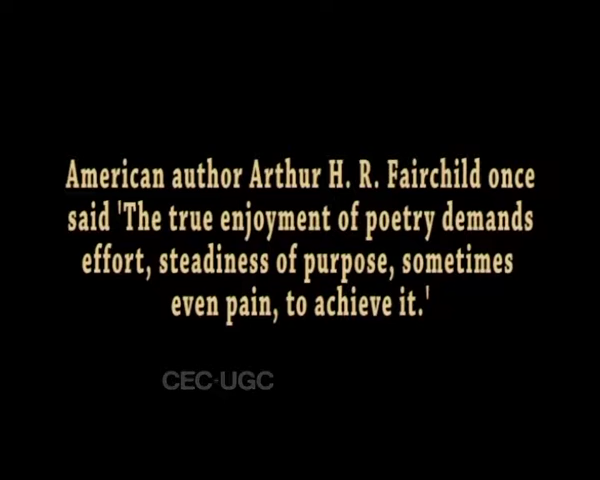 American author Arthur H. R. Fairchild once
said 'The true enjoyment of poetry demands
effort, steadiness of purpose, sometimes
even pain, to achieve it.'
CEC-UGC